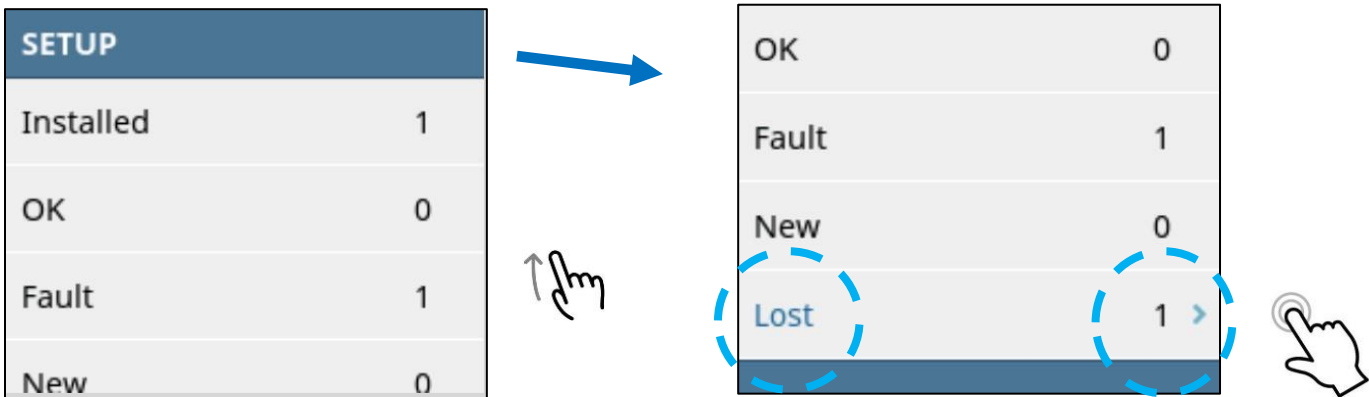 SETUP
Installed 1
OK 0
Fault 1
New 0
OK 0
Fault 1
New 0
Lost 1 >